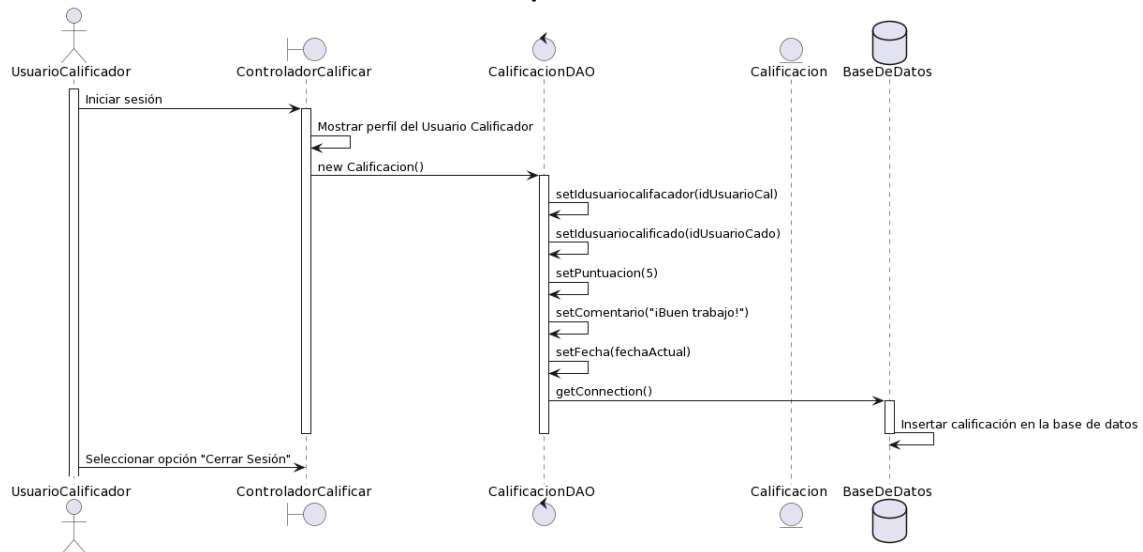 UsuarioCalificador
ControladorCalificar
CalificacionDAO
Calificacion
BaseDeDatos
Iniciar sesión
Mostrar perfil del Usuario Calificador
new Calificacion()
setIdusuariocalifacador(idUsuarioCal)
setIdusuariocalificado(idUsuarioCado)
setPuntuacion(5)
setComentario("¡Buen trabajo!")
setFecha(fechaActual)
getConnection()
Insertar calificación en la base de datos
Seleccionar opción "Cerrar Sesión"
UsuarioCalificador
ControladorCalificar
CalificacionDAO
Calificacion
BaseDeDatos